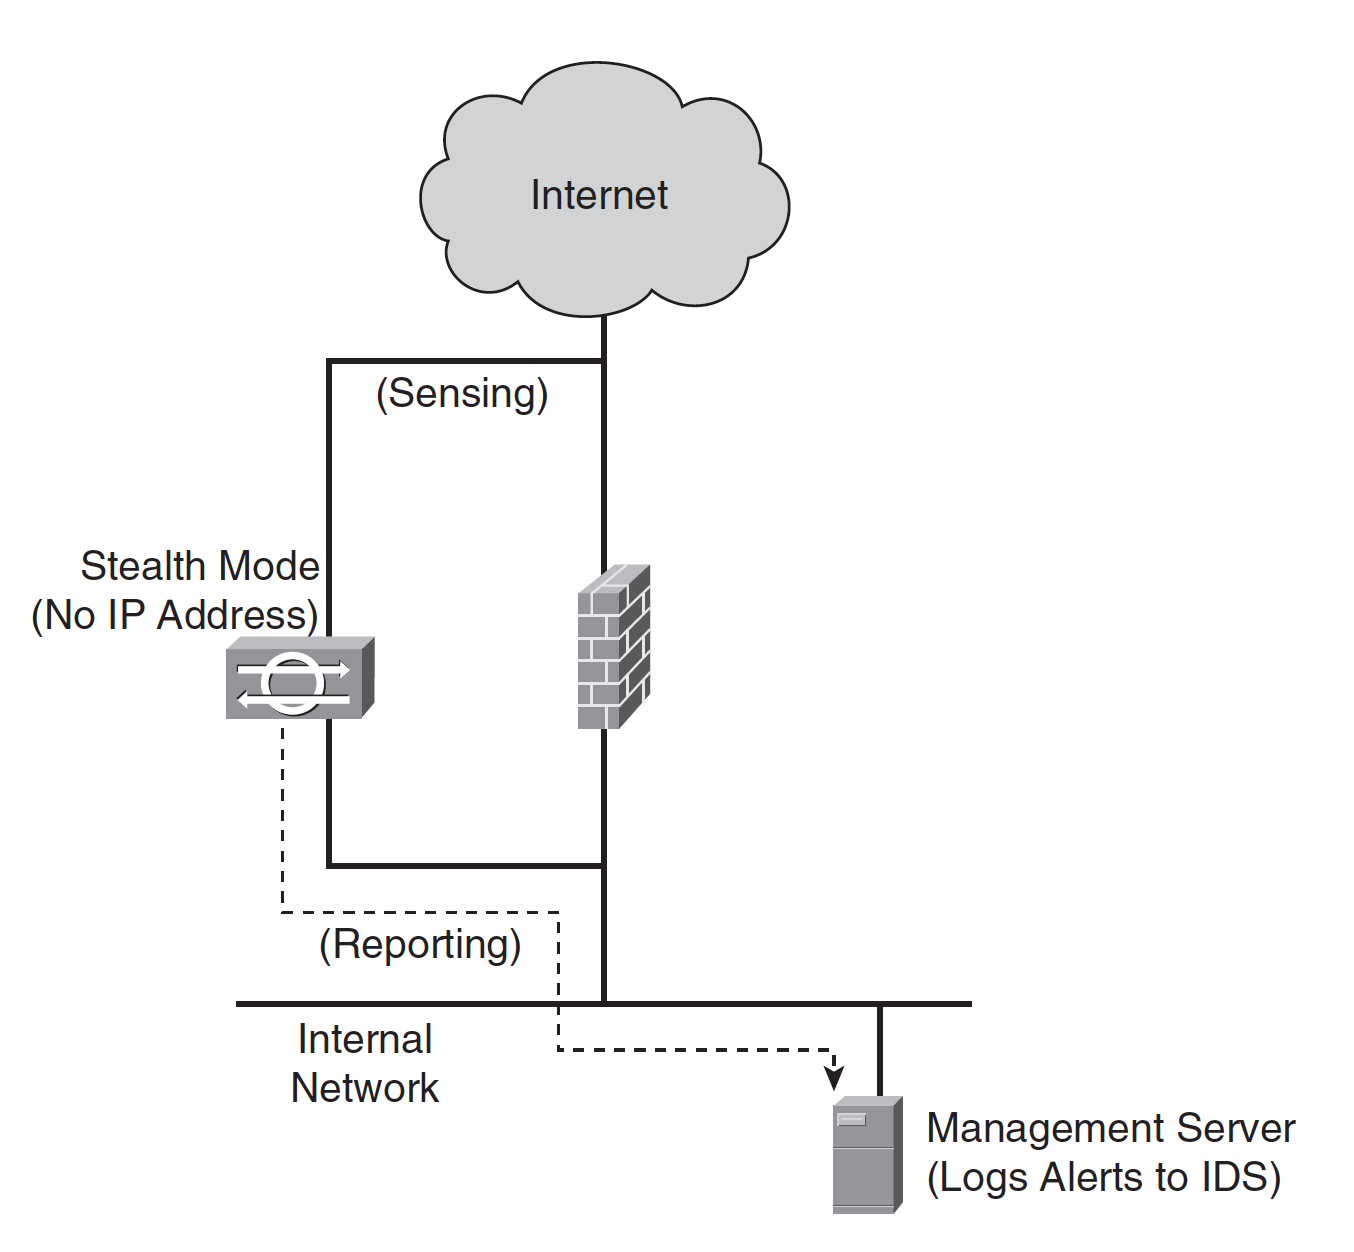 Internet
(Sensing)
Stealth Mode
(No IP Address)
(Reporting)
Internal
Network
Management Server
(Logs Alerts to IDS)